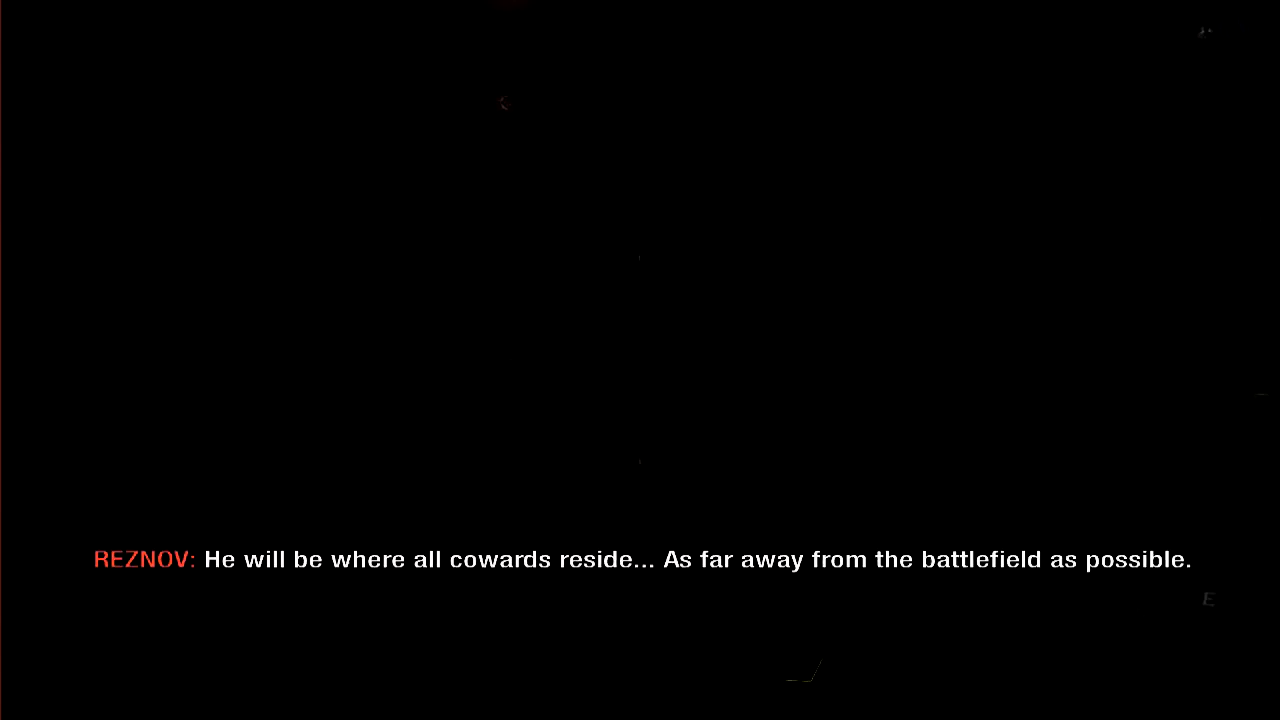 REZNOV: He will be where all cowards reside... As far away from the battlefield as possible.
E